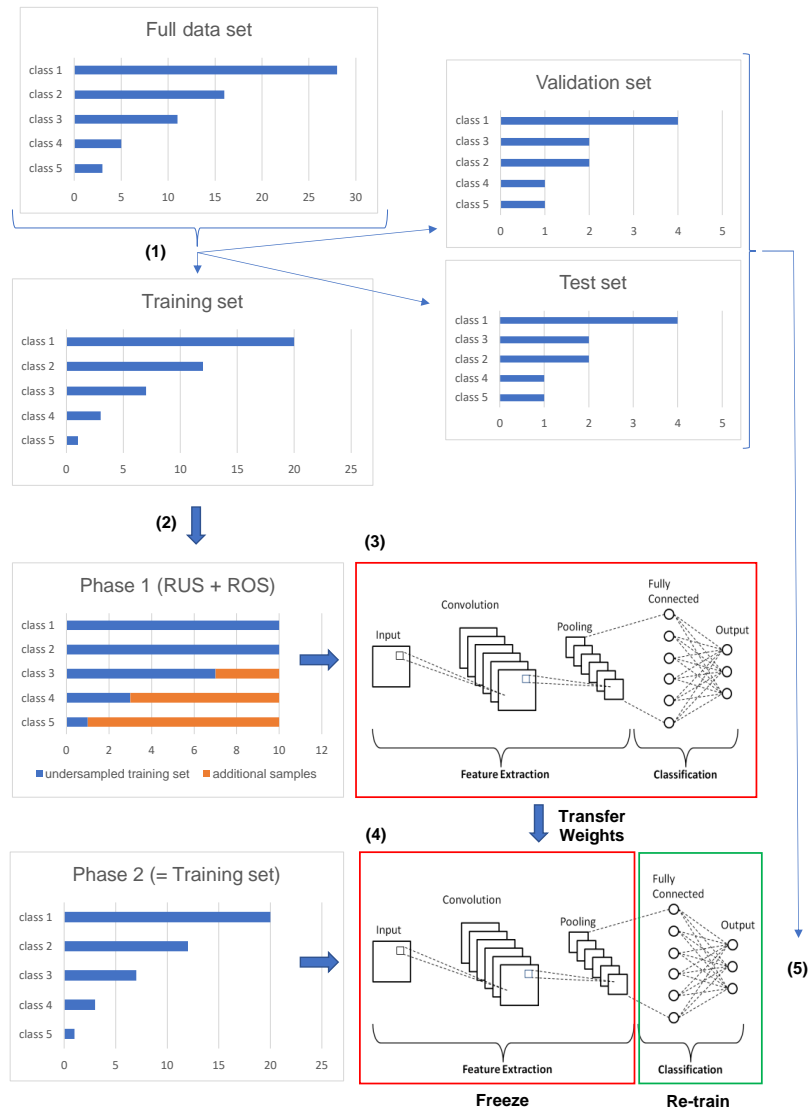 Full data set
class 1
class 2
class 3
class 4
class 5
0 5 10 15 20 25 30
Validation set
class 1
class 3
class 2
class 4
class 5
0 1 2 3 4 5
(1)
Training set
class 1
class 2
class 3
class 4
class 5
0 5 10 15 20 25
Test set
class 1
class 3
class 2
class 4
class 5
0 1 2 3 4 5
(2)
Phase 1 (RUS + ROS)
class 1
class 2
class 3
class 4
class 5
0 2 4 6 8 10 12
undersampled training set additional samples
(3)
Input
Convolution
Pooling
Fully
Connected
Output
Feature Extraction
Classification
Transfer
Weights
(4)
Phase 2 (= Training set)
class 1
class 2
class 3
class 4
class 5
0 5 10 15 20 25
Input
Convolution
Pooling
Fully
Connected
Output
Feature Extraction
Classification
Freeze
Re-train
(5)